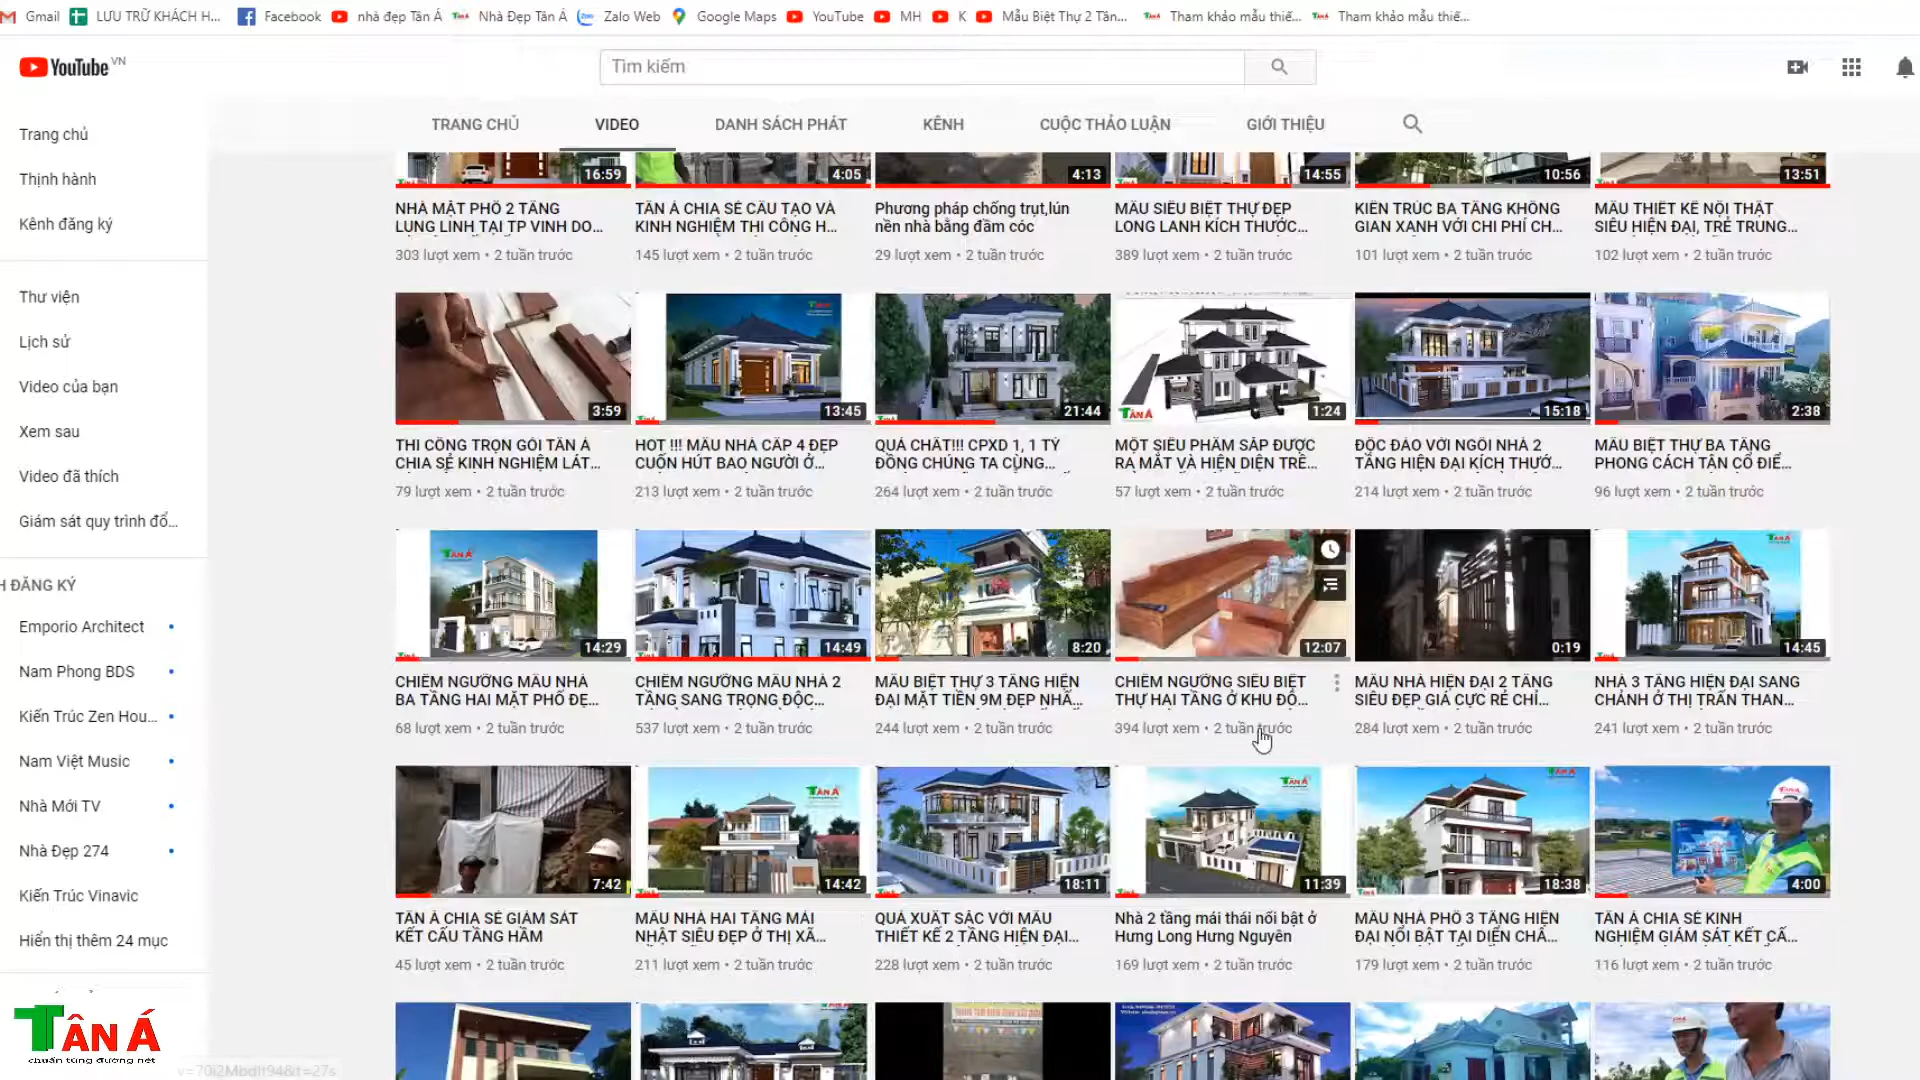 Gmail LƯU TRỮ KHÁCH H... Facebook nhà đẹp Tán Á Nhà Đẹp Tân Á Zalo Web Google Maps YouTube MH K Mẫu Biệt Thự 2 Tân... Tham khảo mẫu thiế... Tham khảo mẫu thiế...
YouTube VN
Tìm kiếm
TRANG CHỦ VIDEO DANH SÁCH PHÁT KÊNH CUỘC THẢO LUẬN GIỚI THIỆU
Trang chủ
Thịnh hành
Kênh đăng ký
Thư viện
Lịch sử
Video của bạn
Xem sau
Video đã thích
Giám sát quy trình đổ...
H ĐĂNG KÝ
Emporio Architect
Nam Phong BDS
Kiến Trúc Zen Hou...
Nam Việt Music
Nhà Mới TV
Nhà Đẹp 274
Kiến Trúc Vinavic
Hiển thị thêm 24 mục
TÂN Á
chuẩn từng đường nét
v=70i2MbdIt94&t=27s
16:59 4:05 4:13 14:55 10:56 13:51
NHÀ MẶT PHỐ 2 TẦNG
LUNG LINH TẠI TP VINH DO...
303 lượt xem • 2 tuần trước
TÂN Á CHIA SẺ CẤU TẠO VÀ
KINH NGHIỆM THI CÔNG H...
145 lượt xem • 2 tuần trước
Phương pháp chống trụt,lún
nền nhà bằng đầm cóc
29 lượt xem • 2 tuần trước
MẪU SIÊU BIỆT THỰ ĐẸP
LONG LANH KÍCH THƯỚC...
389 lượt xem • 2 tuần trước
KIẾN TRÚC BA TẦNG KHÔNG
GIAN XANH VỚI CHI PHÍ CH...
101 lượt xem • 2 tuần trước
MẪU THIẾT KẾ NỘI THẤT
SIÊU HIỆN ĐẠI, TRẺ TRUNG...
102 lượt xem • 2 tuần trước
3:59 13:45 21:44 1:24 15:18 2:38
THI CÔNG TRỌN GÓI TÂN Á
CHIA SẺ KINH NGHIỆM LÁT...
79 lượt xem • 2 tuần trước
HOT !!! MẪU NHÀ CẤP 4 ĐẸP
CUỐN HÚT BAO NGƯỜI Ở...
213 lượt xem • 2 tuần trước
QUÁ CHẤT!!! CPXD 1, 1 TỶ
ĐỒNG CHÚNG TA CÙNG...
264 lượt xem • 2 tuần trước
MỘT SIÊU PHẨM SẮP ĐƯỢC
RA MẮT VÀ HIỆN DIỆN TRÊ...
57 lượt xem • 2 tuần trước
ĐỘC ĐÁO VỚI NGÔI NHÀ 2
TẦNG HIỆN ĐẠI KÍCH THƯỚ...
214 lượt xem • 2 tuần trước
MẪU BIỆT THỰ BA TẦNG
PHONG CÁCH TÂN CỔ ĐIỂ...
96 lượt xem • 2 tuần trước
14:29 14:49 8:20 12:07 0:19 14:45
CHIÊM NGƯỠNG MẪU NHÀ
BA TẦNG HAI MẶT PHỐ ĐẸ...
68 lượt xem • 2 tuần trước
CHIÊM NGƯỠNG MẪU NHÀ 2
TẦNG SANG TRỌNG ĐỘC...
537 lượt xem • 2 tuần trước
MẪU BIỆT THỰ 3 TẦNG HIỆN
ĐẠI MẶT TIỀN 9M ĐẸP NHẤ...
244 lượt xem • 2 tuần trước
CHIÊM NGƯỠNG SIÊU BIỆT
THỰ HAI TẦNG Ở KHU ĐÔ...
394 lượt xem • 2 tuần trước
MẪU NHÀ HIỆN ĐẠI 2 TẦNG
SIÊU ĐẸP GIÁ CỰC RẺ CHỈ...
284 lượt xem • 2 tuần trước
NHÀ 3 TẦNG HIỆN ĐẠI SANG
CHẢNH Ở THỊ TRẤN THAN...
241 lượt xem • 2 tuần trước
7:42 14:42 18:11 11:39 18:38 4:00
TÂN Á CHIA SẺ GIÁM SÁT
KẾT CẤU TẦNG HẦM
45 lượt xem • 2 tuần trước
MẪU NHÀ HAI TẦNG MÁI
NHẬT SIÊU ĐẸP Ở THỊ XÃ...
211 lượt xem • 2 tuần trước
QUÁ XUẤT SẮC VỚI MẪU
THIẾT KẾ 2 TẦNG HIỆN ĐẠI...
228 lượt xem • 2 tuần trước
Nhà 2 tầng mái thái nổi bật ở
Hưng Long Hưng Nguyên
169 lượt xem • 2 tuần trước
MẪU NHÀ PHỐ 3 TẦNG HIỆN
ĐẠI NỔI BẬT TẠI DIỄN CHÂ...
179 lượt xem • 2 tuần trước
TÂN Á CHIA SẺ KINH
NGHIỆM GIÁM SÁT KẾT CẤ...
116 lượt xem • 2 tuần trước